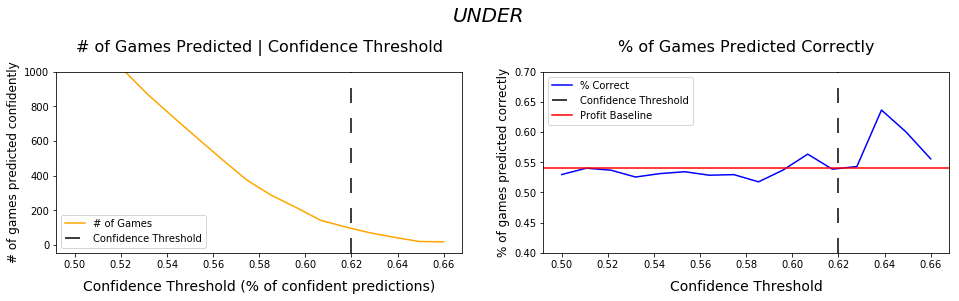 UNDER
# of Games Predicted | Confidence Threshold
# of games predicted confidently
1000
800
600
400
200
0
# of Games
Confidence Threshold
0.50 0.52 0.54 0.56 0.58 0.60 0.62 0.64 0.66
Confidence Threshold (% of confident predictions)
% of Games Predicted Correctly
% of games predicted correctly
0.70
0.65
0.60
0.55
0.50
0.45
0.40
% Correct
Confidence Threshold
Profit Baseline
0.50 0.52 0.54 0.56 0.58 0.60 0.62 0.64 0.66
Confidence Threshold